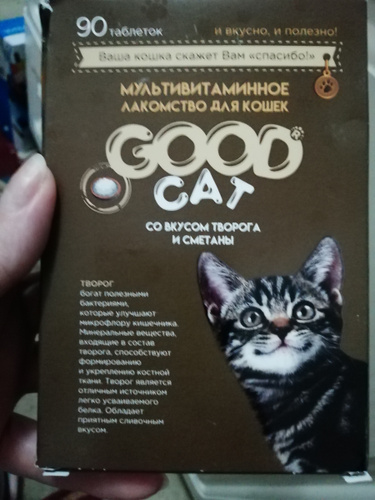 90 таблеток
и вкусно, и полезно!
Ваша кошка скажет Вам «спасибо!»
МУЛЬТИВИТАМИННОЕ
ЛАКОМСТВО ДЛЯ КОШЕК
GOOD
CAT
СО ВКУСОМ ТВОРОГА
И СМЕТАНЫ
ТВОРОГ
богат полезными
бактериями,
которые улучшают
микрофлору кишечника.
Минеральные вещества,
входящие в состав
творога, способствуют
формированию
и укреплению костной
ткани. Творог является
отличным источником
легко усваиваемого
белка. Обладает
приятным сливочным
вкусом.